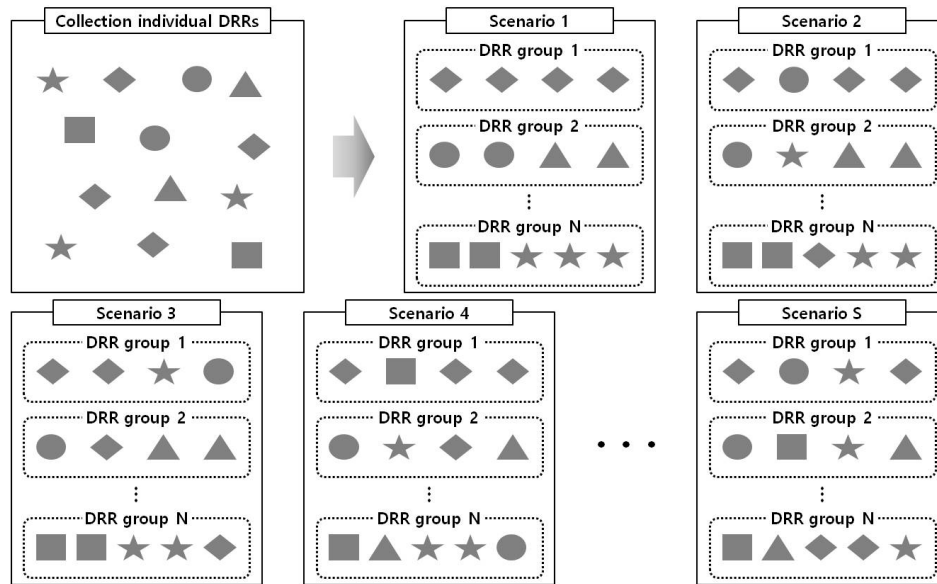 Collection individual DRRs
Scenario 1
DRR group 1
DRR group 2
DRR group N
Scenario 2
DRR group 1
DRR group 2
DRR group N
Scenario 3
DRR group 1
DRR group 2
DRR group N
Scenario 4
DRR group 1
DRR group 2
DRR group N
Scenario S
DRR group 1
DRR group 2
DRR group N